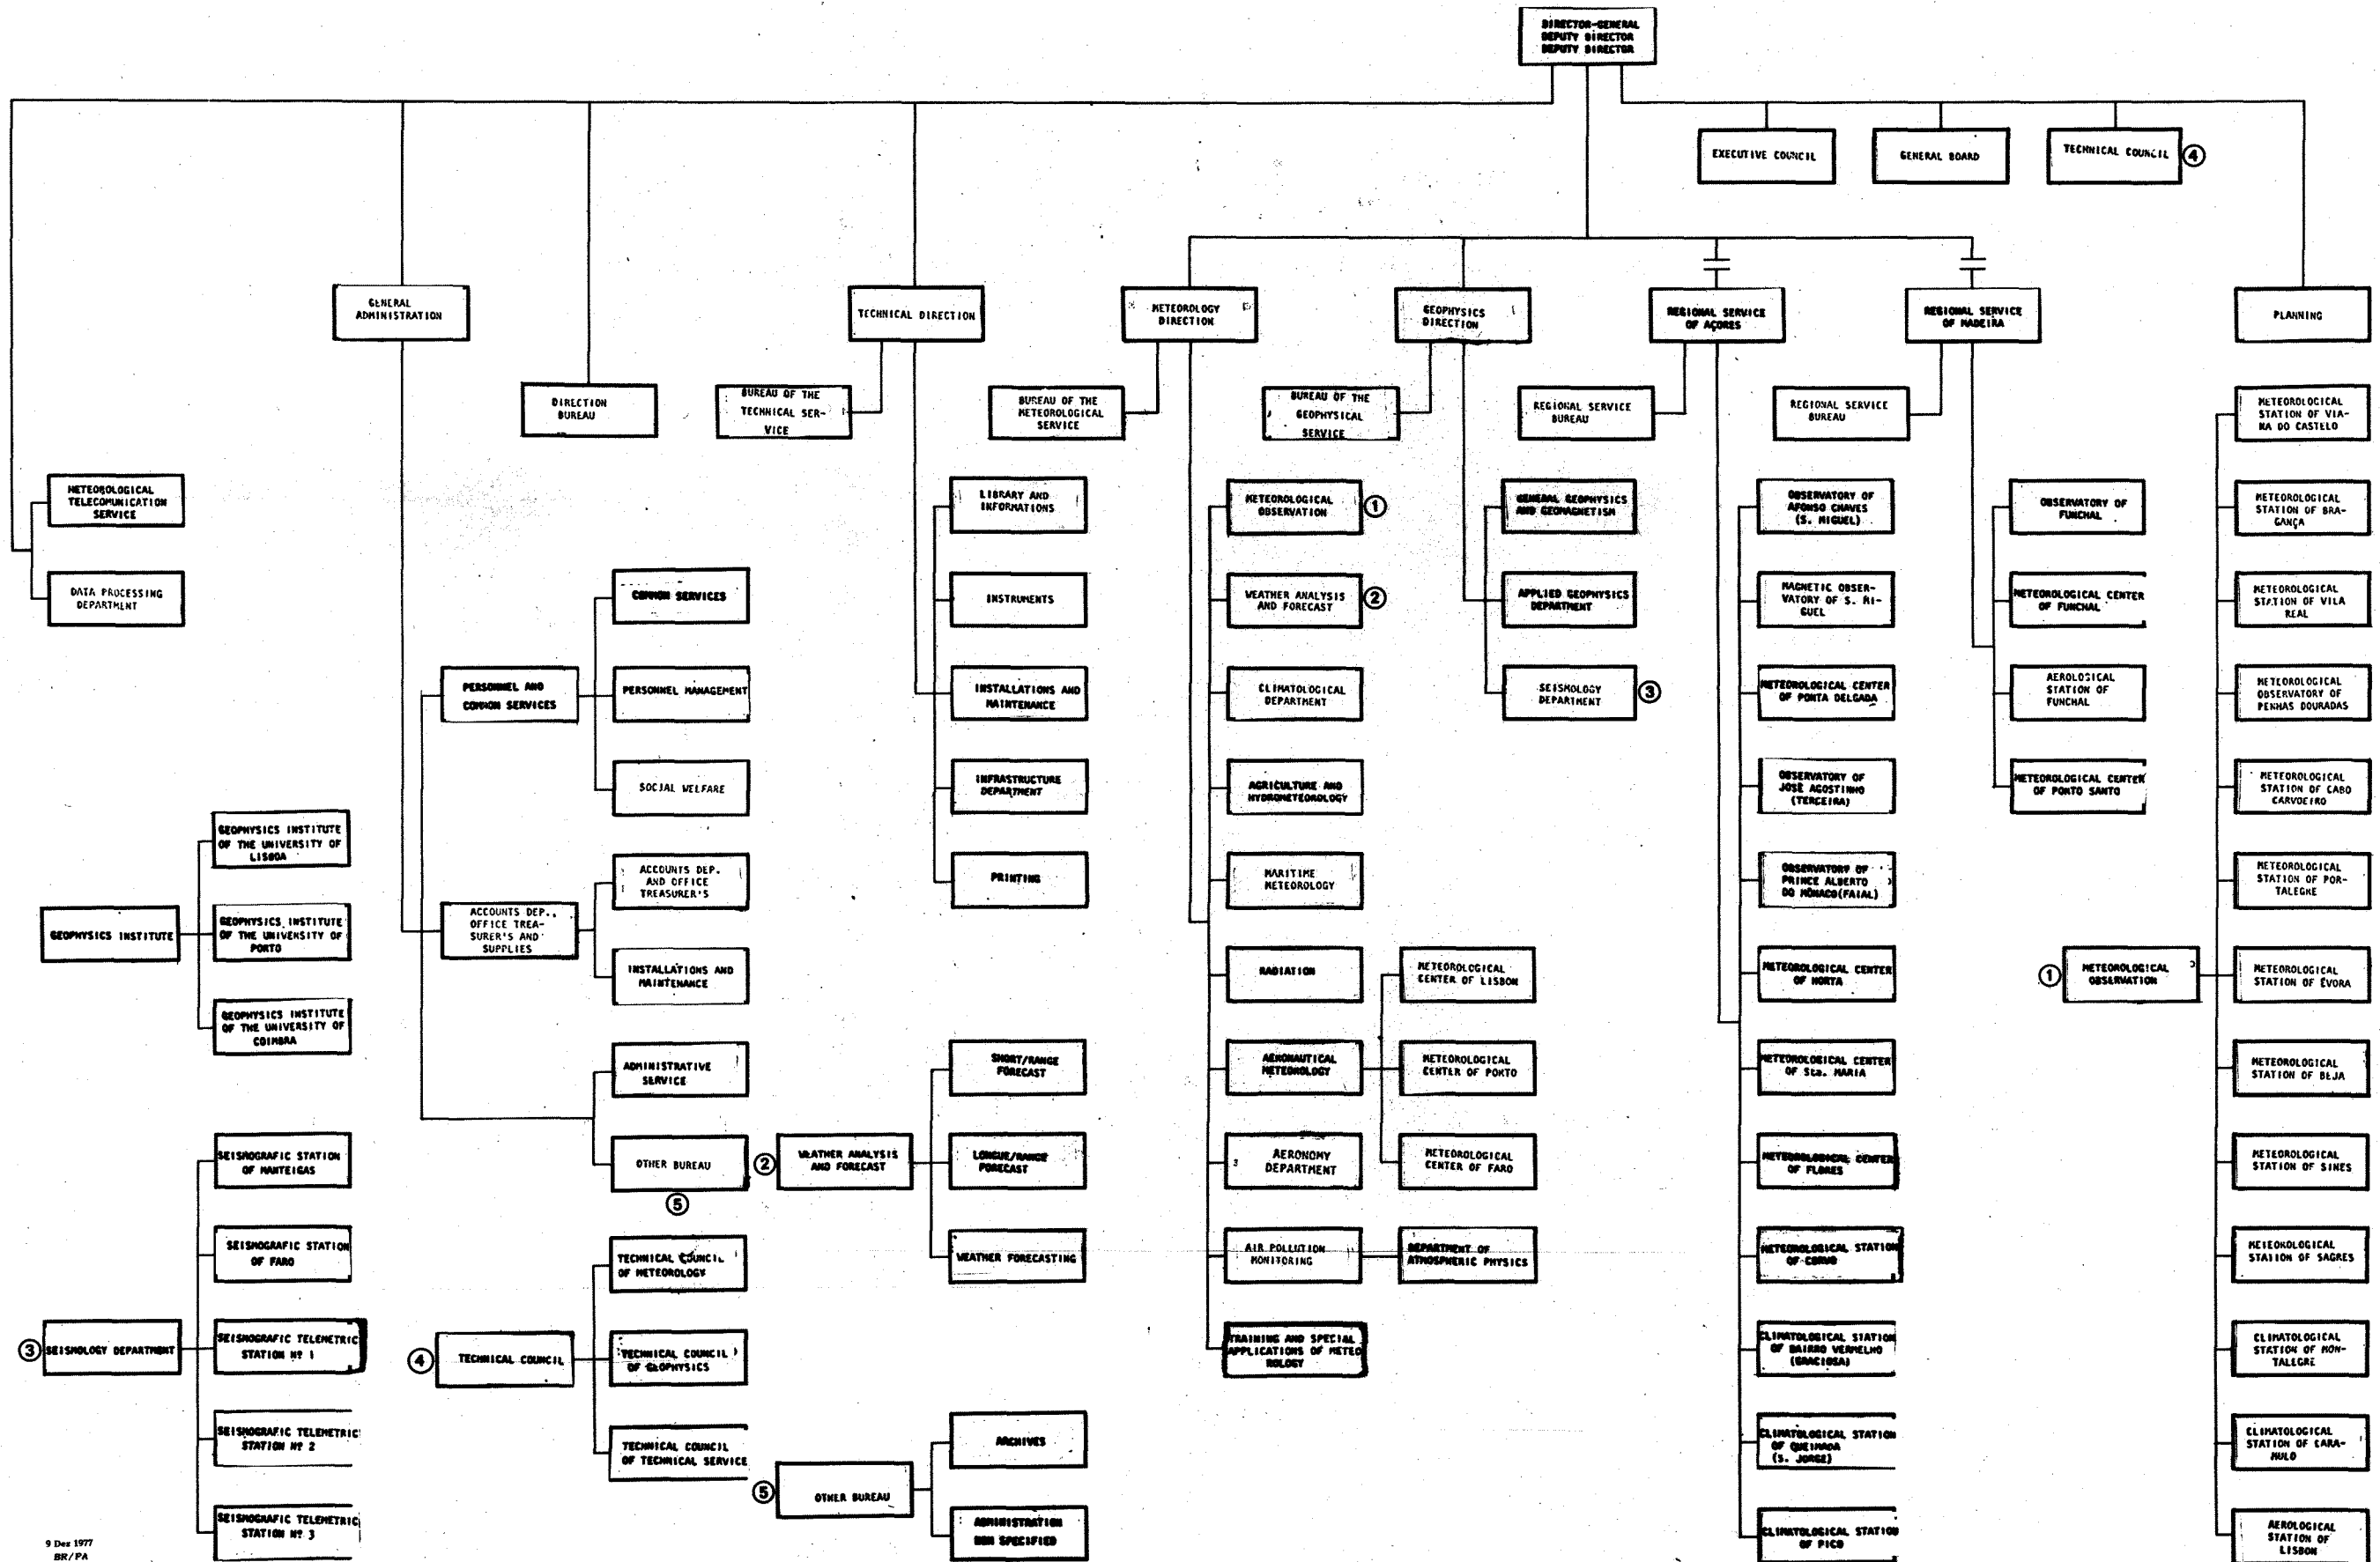 DIRECTOR-GENERAL
DEPUTY DIRECTOR
DEPUTY DIRECTOR
EXECUTIVE COUNCIL
GENERAL BOARD
TECHNICAL COUNCIL
4
GENERAL
ADMINISTRATION
TECHNICAL DIRECTION
METEOROLOGY
DIRECTION
GEOPHYSICS
DIRECTION
REGIONAL SERVICE
OF AÇORES
REGIONAL SERVICE
OF MADEIRA
PLANNING
DIRECTION
BUREAU
BUREAU OF THE
TECHNICAL SER-
VICE
BUREAU OF THE
METEOROLOGICAL
SERVICE
BUREAU OF THE
GEOPHYSICAL
SERVICE
REGIONAL SERVICE
BUREAU
REGIONAL SERVICE
BUREAU
METEOROLOGICAL
TELECOMUNICATION
SERVICE
DATA PROCESSING
DEPARTMENT
COMMON SERVICES
PERSONNEL AND
COMMON SERVICES
PERSONNEL MANAGEMENT
SOCIAL WELFARE
ACCOUNTS DEP.
AND OFFICE
TREASURER'S
ACCOUNTS DEP.,
OFFICE TREA-
SURER'S AND
SUPPLIES
INSTALLATIONS AND
MAINTENANCE
ADMINISTRATIVE
SERVICE
OTHER BUREAU
5
LIBRARY AND
INFORMATIONS
INSTRUMENTS
INSTALLATIONS AND
MAINTENANCE
INFRASTRUCTURE
DEPARTMENT
PRINTING
METEOROLOGICAL
OBSERVATION
1
WEATHER ANALYSIS
AND FORECAST
2
CLIMATOLOGICAL
DEPARTMENT
AGRICULTURE AND
HYDROMETEOROLOGY
MARITIME
METEOROLOGY
RADIATION
AERONAUTICAL
METEOROLOGY
METEOROLOGICAL
CENTER OF LISBON
METEOROLOGICAL
CENTER OF PORTO
METEOROLOGICAL
CENTER OF FARO
AERONOMY
DEPARTMENT
AIR POLLUTION
MONITORING
DEPARTMENT OF
ATMOSPHERIC PHYSICS
TRAINING AND SPECIAL
APPLICATIONS OF METEO
ROLOGY
GENERAL GEOPHYSICS
AND GEOMAGNETISM
APPLIED GEOPHYSICS
DEPARTMENT
SEISMOLOGY
DEPARTMENT
3
OBSERVATORY OF
AFONSO CHAVES
(S. MIGUEL)
MAGNETIC OBSER-
VATORY OF S. MI-
GUEL
METEOROLOGICAL CENTER
OF PONTA DELGADA
OBSERVATORY OF
JOSÉ AGOSTINHO
(TERCEIRA)
OBSERVATORY OF
PRINCE ALBERTO
DO MÓNACO(FAIAL)
METEOROLOGICAL CENTER
OF HORTA
METEOROLOGICAL CENTER
OF Sta. MARIA
METEOROLOGICAL CENTER
OF FLORES
METEOROLOGICAL STATION
OF CORVO
CLIMATOLOGICAL STATION
OF BAIRRO VERMELHO
(GRACIOSA)
CLIMATOLOGICAL STATION
OF QUEIMADA
(S. JORGE)
CLIMATOLOGICAL STATION
OF PICO
OBSERVATORY OF
FUNCHAL
METEOROLOGICAL CENTER
OF FUNCHAL
AEROLOGICAL
STATION OF
FUNCHAL
METEOROLOGICAL CENTER
OF PORTO SANTO
1
METEOROLOGICAL
OBSERVATION
METEOROLOGICAL
STATION OF VIA-
NA DO CASTELO
METEOROLOGICAL
STATION OF BRA-
GANÇA
METEOROLOGICAL
STATION OF VILA
REAL
METEOROLOGICAL
OBSERVATORY OF
PENHAS DOURADAS
METEOROLOGICAL
STATION OF CABO
CARVOEIRO
METEOROLOGICAL
STATION OF POR-
TALEGRE
METEOROLOGICAL
STATION OF ÉVORA
METEOROLOGICAL
STATION OF BEJA
METEOROLOGICAL
STATION OF SINES
METEOROLOGICAL
STATION OF SAGRES
CLIMATOLOGICAL
STATION OF MON-
TALEGRE
CLIMATOLOGICAL
STATION OF CARA-
MULO
AEROLOGICAL
STATION OF
LISBON
GEOPHYSICS INSTITUTE
GEOPHYSICS INSTITUTE
OF THE UNIVERSITY OF
LISBOA
GEOPHYSICS INSTITUTE
OF THE UNIVERSITY OF
PORTO
GEOPHYSICS INSTITUTE
OF THE UNIVERSITY OF
COIMBRA
3
SEISMOLOGY DEPARTMENT
SEISMOGRAFIC STATION
OF MANTEIGAS
SEISMOGRAFIC STATION
OF FARO
SEISMOGRAFIC TELEMETRIC
STATION Nº 1
SEISMOGRAFIC TELEMETRIC
STATION Nº 2
SEISMOGRAFIC TELEMETRIC
STATION Nº 3
2
WEATHER ANALYSIS
AND FORECAST
SHORT/RANGE
FORECAST
LONGUE/RANGE
FORECAST
WEATHER FORECASTING
4
TECHNICAL COUNCIL
TECHNICAL COUNCIL
OF METEOROLOGY
TECHNICAL COUNCIL
OF GEOPHYSICS
TECHNICAL COUNCIL
OF TECHNICAL SERVICE
5
OTHER BUREAU
ARCHIVES
ADMINISTRATION
NON SPECIFIED
9 Dez 1977
BR/PA